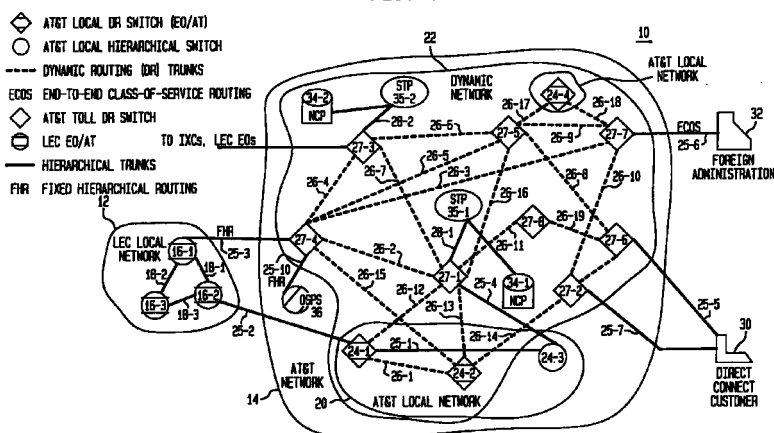 22
10
AT&T LOCAL DR SWITCH (EO/AT)
AT&T LOCAL HIERARCHICAL SWITCH
DYNAMIC ROUTING (DR) TRUNKS
ECOS END-TO-END CLASS-OF-SERVICE ROUTING
AT&T TOLL DR SWITCH
LEC EO/AT
HIERARCHICAL TRUNKS
FHR FIXED HIERARCHICAL ROUTING
TO IXCs, LEC EOs
DYNAMIC NETWORK
AT&T LOCAL NETWORK
34-2
NCP
STP 35-2
28-2
24-4
26-17
26-18
26-9
27-3
26-6
27-5
27-7
ECOS
25-6
32
FOREIGN ADMINISTRATION
26-4
26-7
26-5
26-3
26-8
26-10
26-16
STP 35-1
28-1
27-8
26-19
26-11
27-6
12
LEC LOCAL NETWORK
16-1
18-2
18-1
16-3
16-2
18-3
FHR
25-3
27-4
26-2
25-10 FHR
26-15
27-1
34-1
NCP
27-2
OSPS 36
26-12
25-4
25-5
25-2
26-13
26-14
25-7
30
DIRECT CONNECT CUSTOMER
24-1
25-1
24-3
26-1
24-2
AT&T NETWORK
14
20
AT&T LOCAL NETWORK